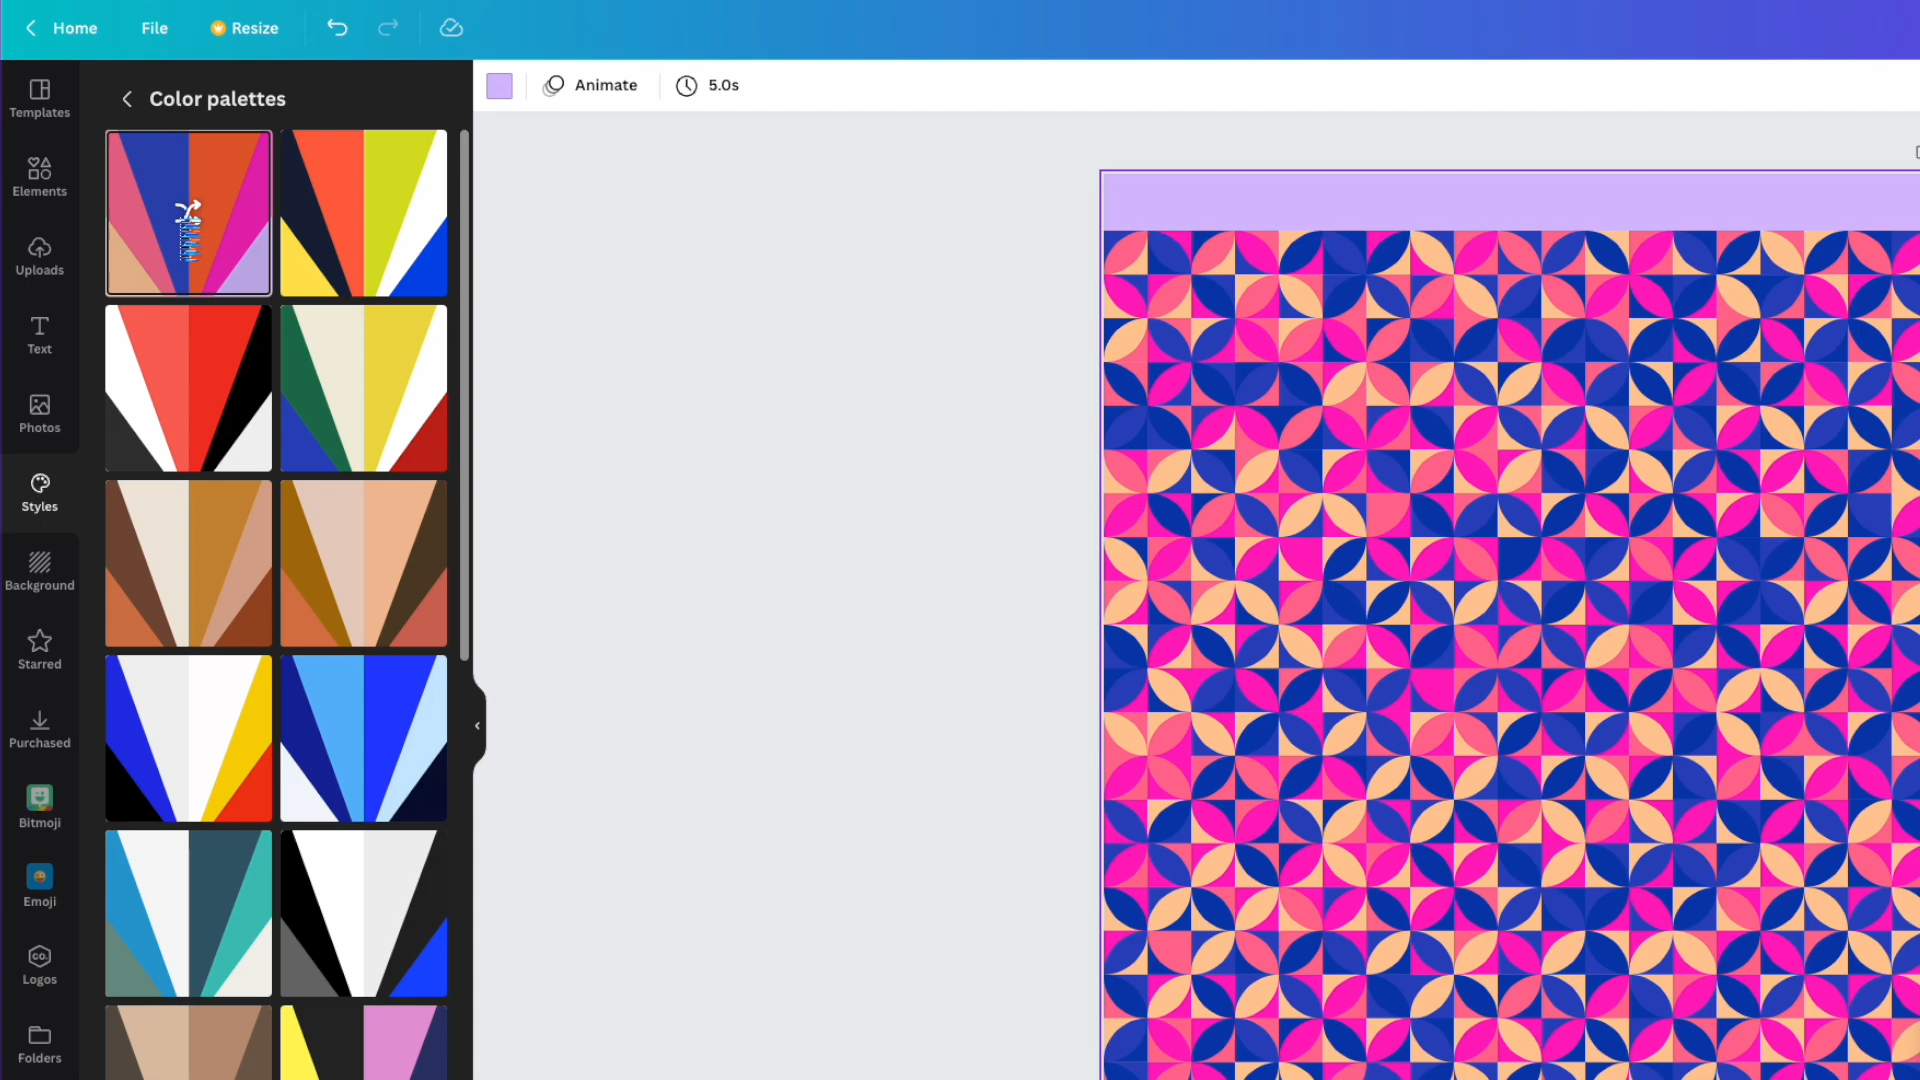 Home File Resize
Animate 5.0s
Color palettes
Templates
Elements
Uploads
Text
Photos
Styles
Background
Starred
Purchased
Bitmoji
Emoji
CO.
Logos
Folders